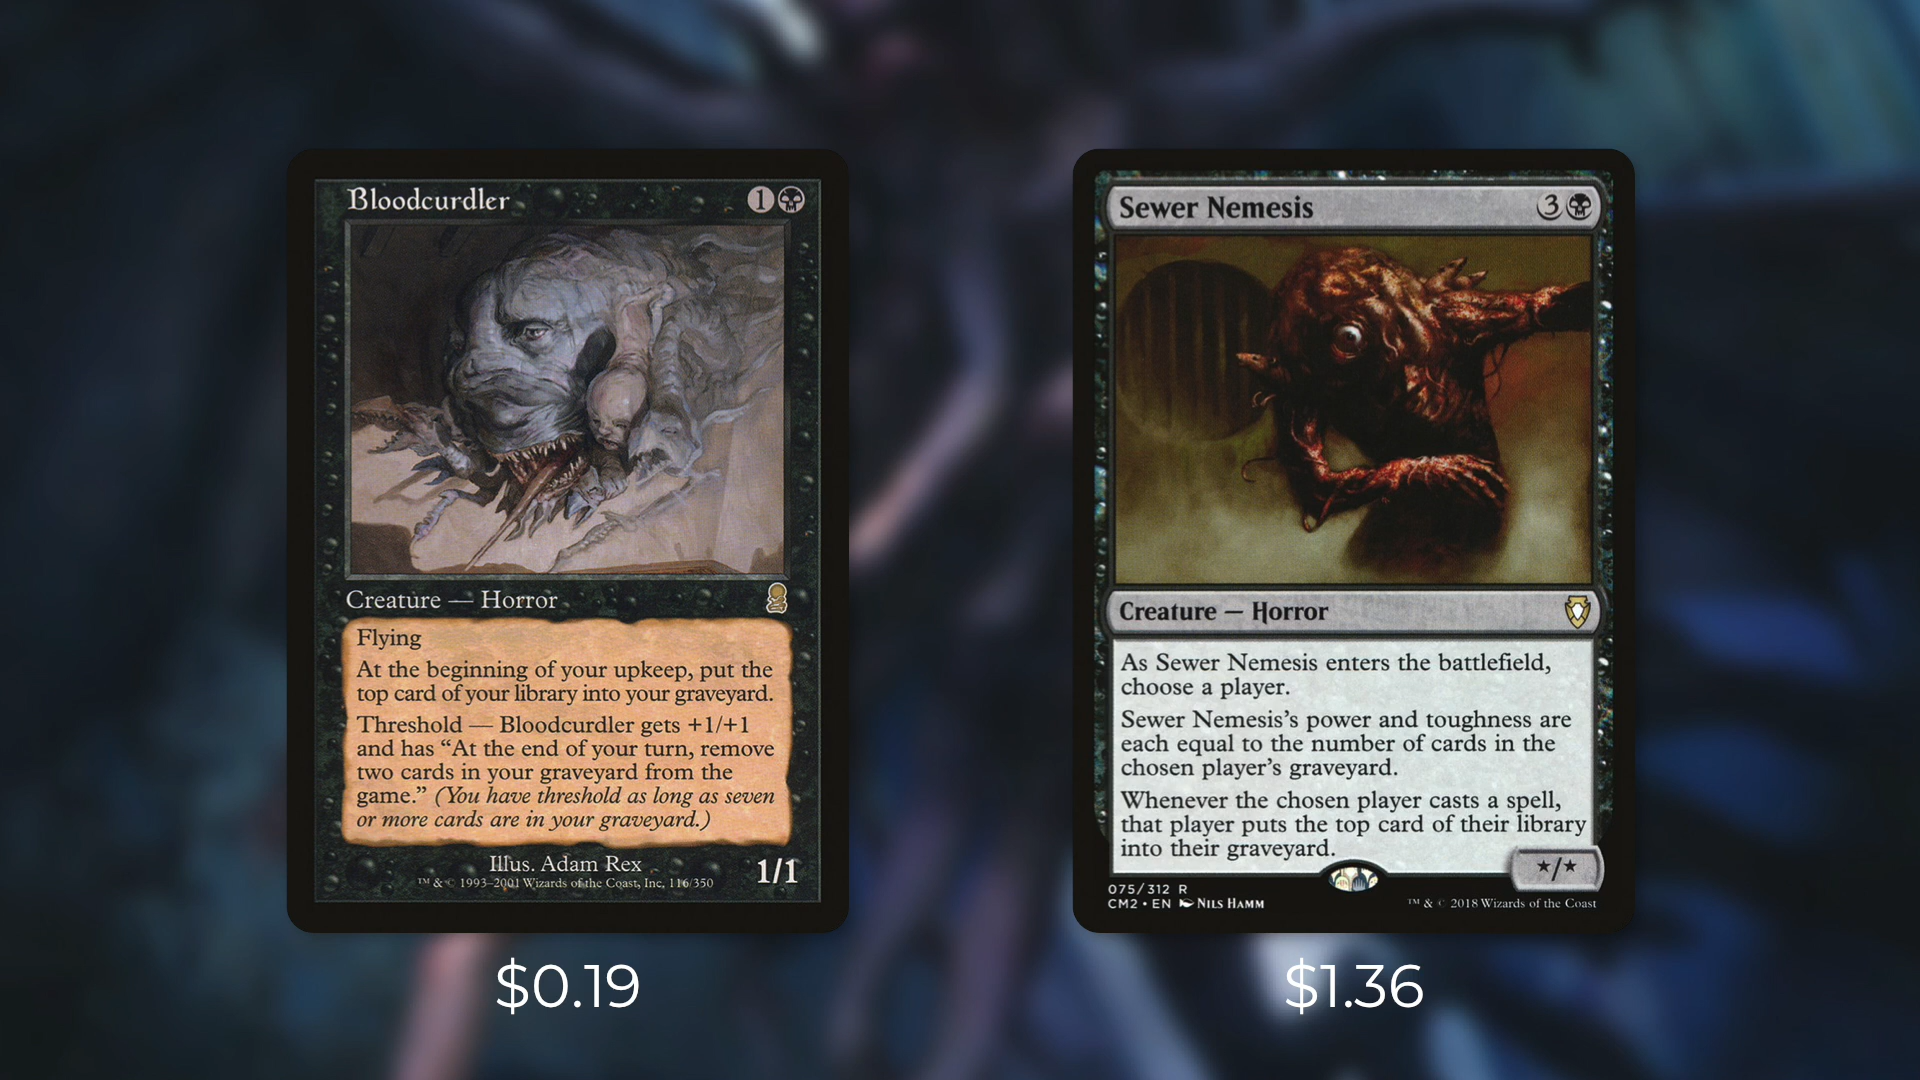 Bloodcurdler 1
Creature — Horror
Flying
At the beginning of your upkeep, put the
top card of your library into your graveyard.
Threshold — Bloodcurdler gets +1/+1
and has “At the end of your turn, remove
two cards in your graveyard from the
game.” (You have threshold as long as seven
or more cards are in your graveyard.)
Illus. Adam Rex
™ & © 1993–2001 Wizards of the Coast, Inc. 116/350
1/1
$0.19
Sewer Nemesis 3
Creature — Horror
As Sewer Nemesis enters the battlefield,
choose a player.
Sewer Nemesis’s power and toughness are
each equal to the number of cards in the
chosen player’s graveyard.
Whenever the chosen player casts a spell,
that player puts the top card of their library
into their graveyard.
★/★
075/312 R
CM2 • EN Nils Hamm
™ & © 2018 Wizards of the Coast
$1.36